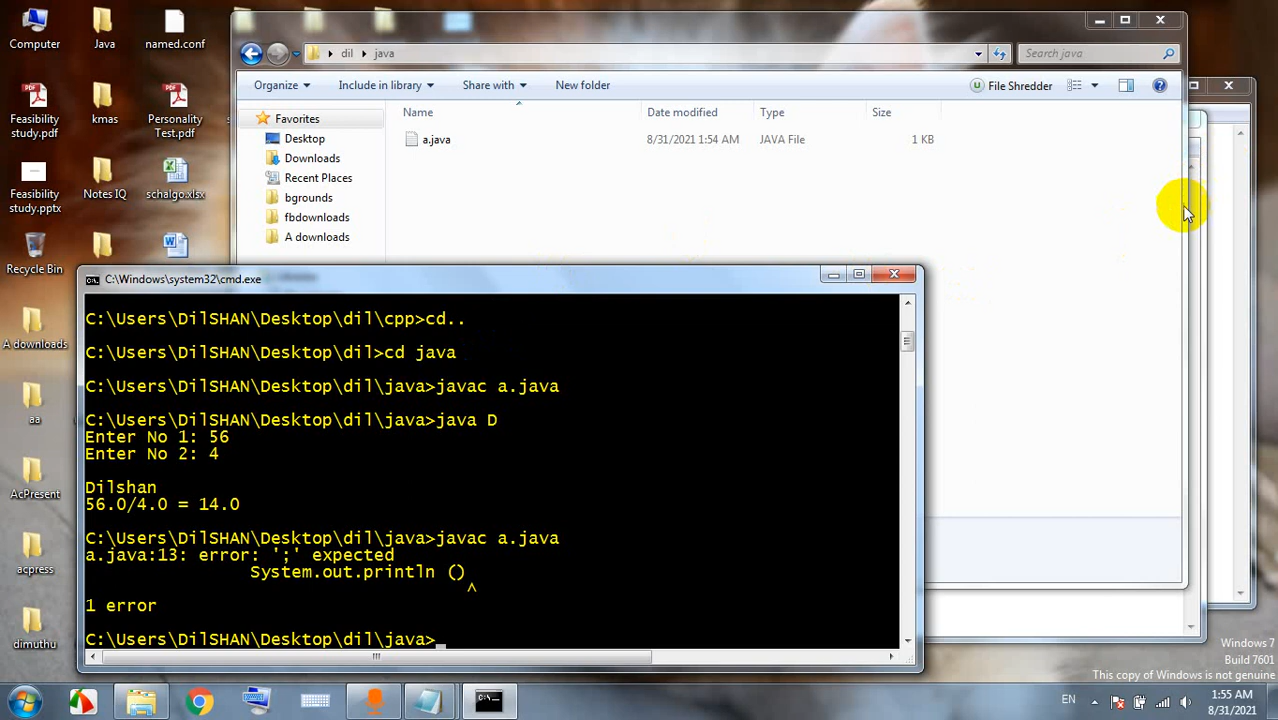 Computer
Java
named.conf
Feasibility
study.pdf
kmas
Personality
Test.pdf
Feasibility
study.pptx
Notes IQ
schalgo.xlsx
Recycle Bin
A downloads
aa
AcPresent
acpress
dimuthu
dil
java
Search java
Organize
Include in library
Share with
New folder
File Shredder
Name
Date modified
Type
Size
a.java
8/31/2021 1:54 AM
JAVA File
1 KB
Favorites
Desktop
Downloads
Recent Places
bgrounds
fbdownloads
A downloads
C:\Windows\system32\cmd.exe
C:\Users\DilSHAN\Desktop\dil\cpp>cd..
C:\Users\DilSHAN\Desktop\dil>cd java
C:\Users\DilSHAN\Desktop\dil\java>javac a.java
C:\Users\DilSHAN\Desktop\dil\java>java D
Enter No 1: 56
Enter No 2: 4
Dilshan
56.0/4.0 = 14.0
C:\Users\DilSHAN\Desktop\dil\java>javac a.java
a.java:13: error: ';' expected
System.out.println ()
^
1 error
C:\Users\DilSHAN\Desktop\dil\java>
Windows 7
Build 7601
This copy of Windows is not genuine
EN
1:55 AM
8/31/2021